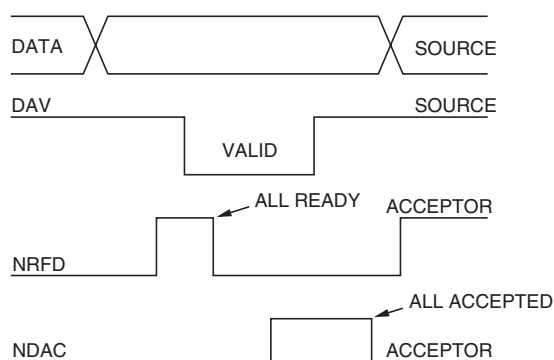 DATA SOURCE
DAV SOURCE
VALID
ALL READY
ACCEPTOR
NRFD
ALL ACCEPTED
NDAC ACCEPTOR